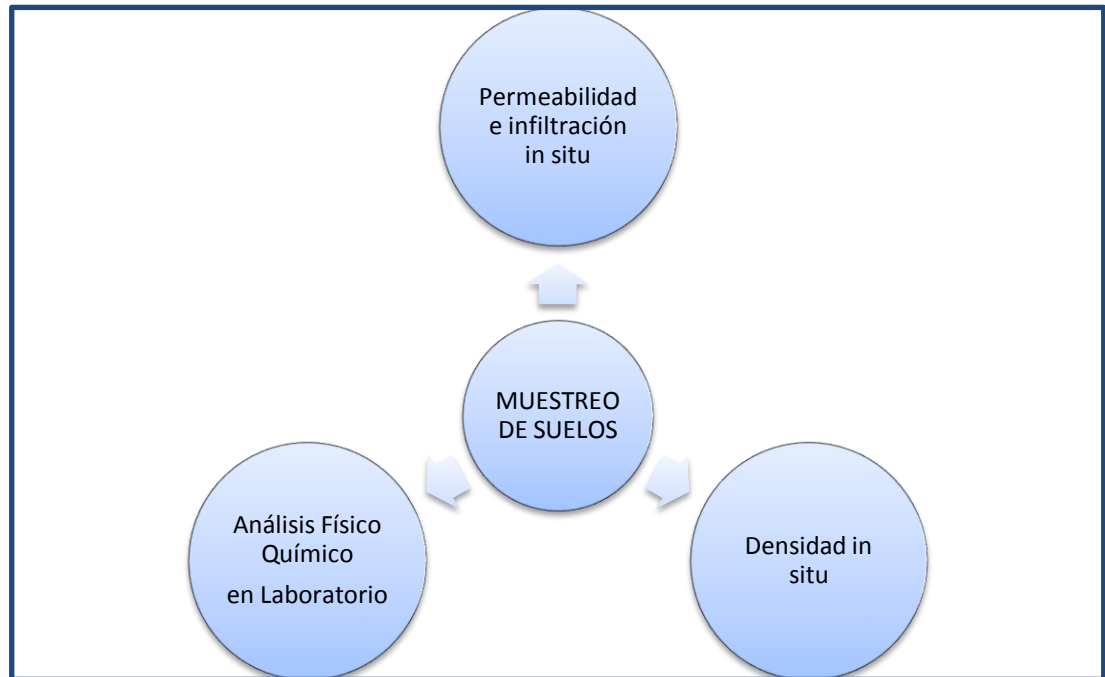 Permeabilidad
e infiltración
in situ
MUESTREO
DE SUELOS
Análisis Físico
Químico
en Laboratorio
Densidad in
situ